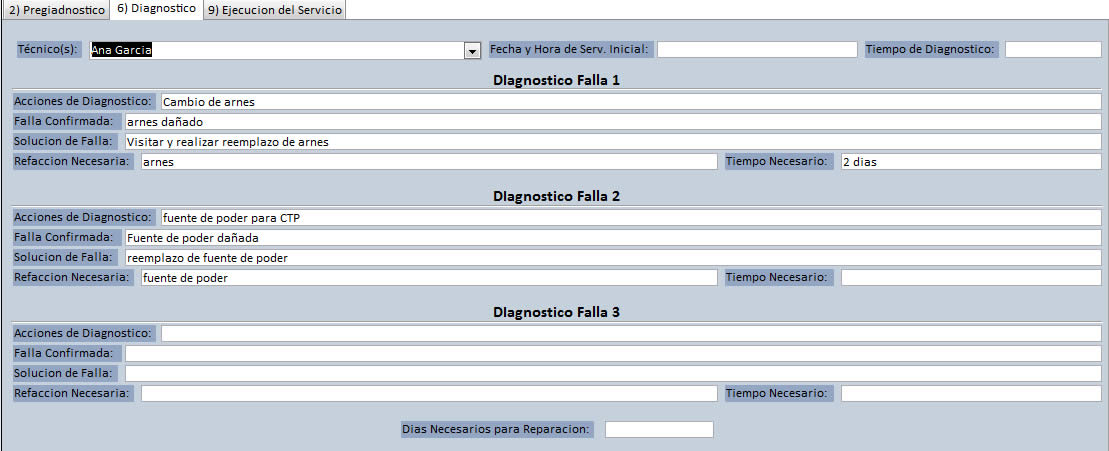 2) Pregiadnostico 6) Diagnostico 9) Ejecucion del Servicio
Técnico(s): Ana Garcia Fecha y Hora de Serv. Inicial: Tiempo de Diagnostico:
DIagnostico Falla 1
Acciones de Diagnostico: Cambio de arnes
Falla Confirmada: arnes dañado
Solucion de Falla: Visitar y realizar reemplazo de arnes
Refaccion Necesaria: arnes Tiempo Necesario: 2 dias
DIagnostico Falla 2
Acciones de Diagnostico: fuente de poder para CTP
Falla Confirmada: Fuente de poder dañada
Solucion de Falla: reemplazo de fuente de poder
Refaccion Necesaria: fuente de poder Tiempo Necesario:
DIagnostico Falla 3
Acciones de Diagnostico:
Falla Confirmada:
Solucion de Falla:
Refaccion Necesaria: Tiempo Necesario:
Dias Necesarios para Reparacion: